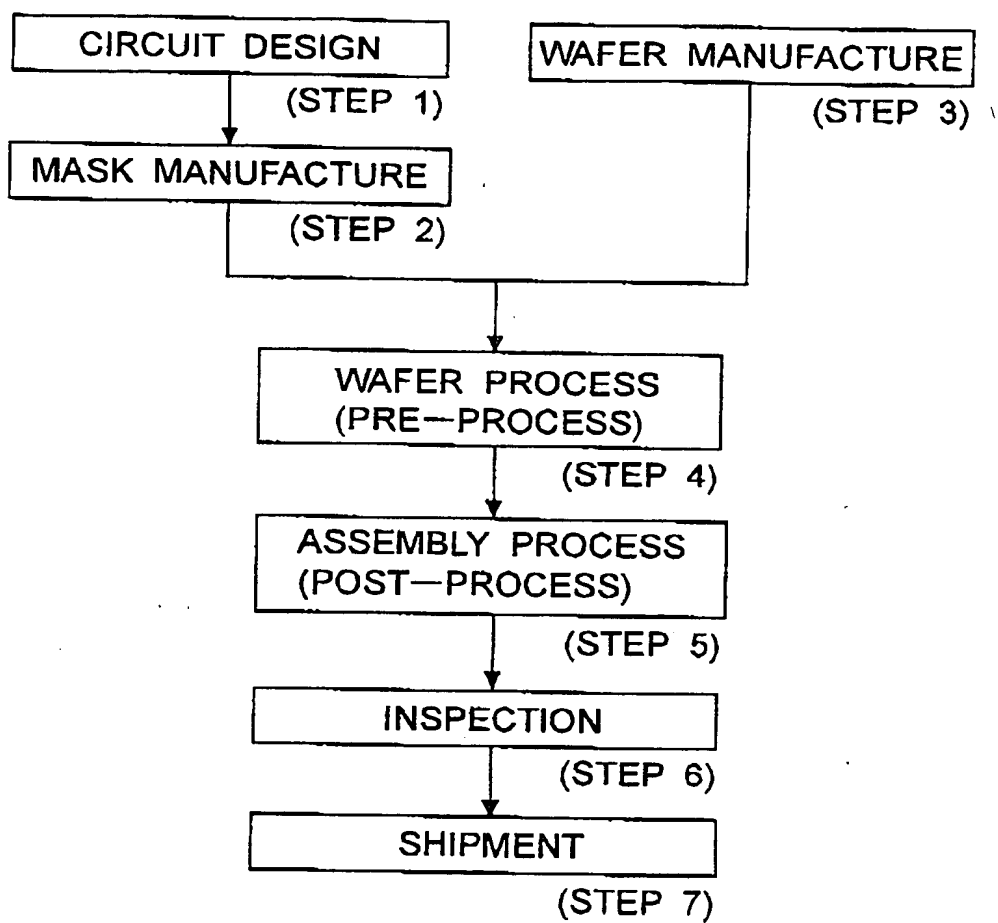 CIRCUIT DESIGN
(STEP 1)
MASK MANUFACTURE
(STEP 2)
WAFER MANUFACTURE
(STEP 3)
WAFER PROCESS
(PRE—PROCESS)
(STEP 4)
ASSEMBLY PROCESS
(POST—PROCESS)
(STEP 5)
INSPECTION
(STEP 6)
SHIPMENT
(STEP 7)